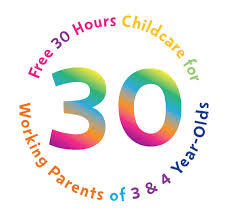 Free 30 Hours Childcare for
30
Working Parents of 3 & 4 Year-Olds